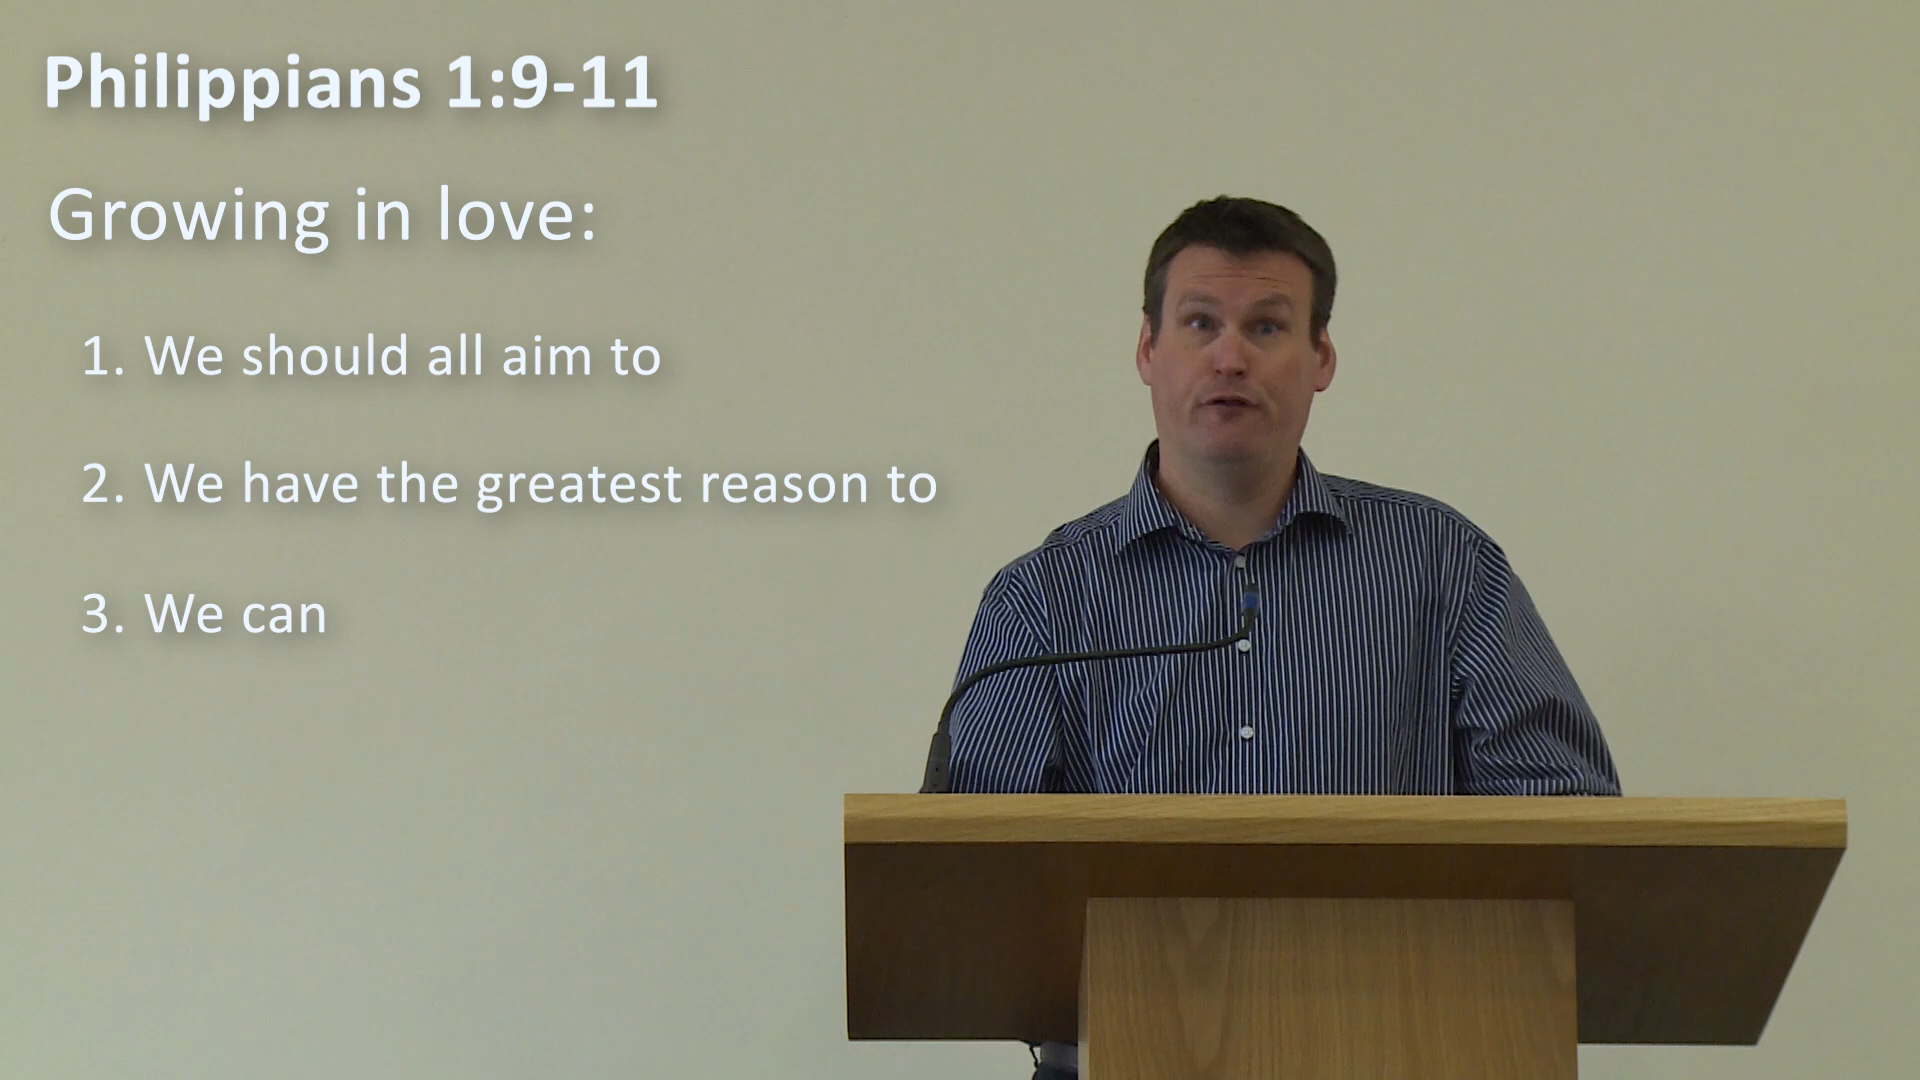 Philippians 1:9-11
Growing in love:
1. We should all aim to
2. We have the greatest reason to
3. We can